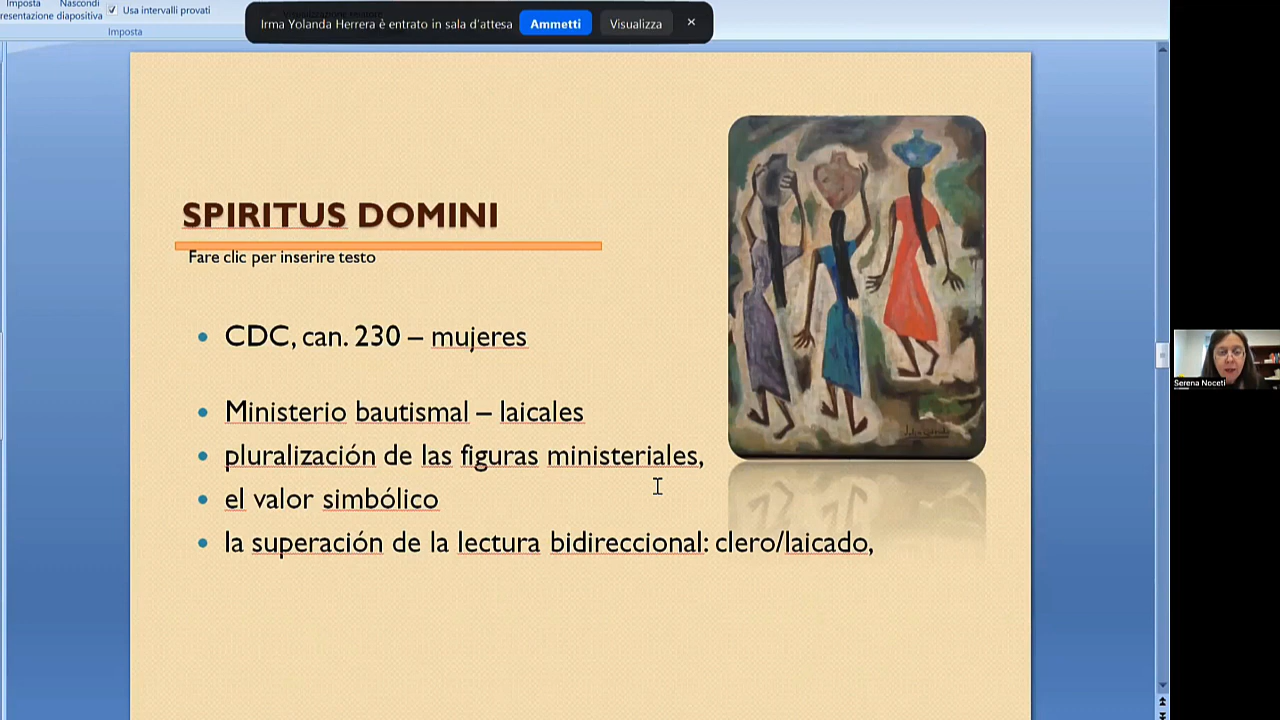 Imposta
Nascondi
resentazione
diapositiva
Usa intervalli provati
Imposta
Irma Yolanda Herrera è entrato in sala d'attesa
Ammetti
Visualizza
SPIRITUS DOMINI
Fare clic per inserire testo
CDC, can. 230 – mujeres
Ministerio bautismal – laicales
pluralización de las figuras ministeriales,
el valor simbólico
la superación de la lectura bidireccional: clero/laicado,
Serena Noceti